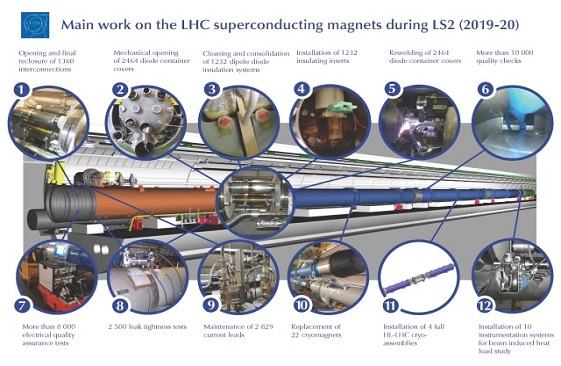 CERN
Main work on the LHC superconducting magnets during LS2 (2019-20)
Opening and final
reclosure of 1360
interconnections
Mechanical opening
of 2464 diode container
covers
Cleaning and consolidation
of 1232 dipole diode
insulation systems
Installation of 1232
insulating inserts
Rewelding of 2464
diode container covers
More than 10 000
quality checks
1
2
3
4
5
6
7
8
9
10
11
12
More than 8 000
electrical quality
assurance tests
2 500 leak tightness tests
Maintenance of 2 829
current leads
Replacement of
22 cryomagnets
Installation of 4 full
HL-LHC cryo-
assemblies
Installation of 10
instrumentation systems
for beam induced heat
load study